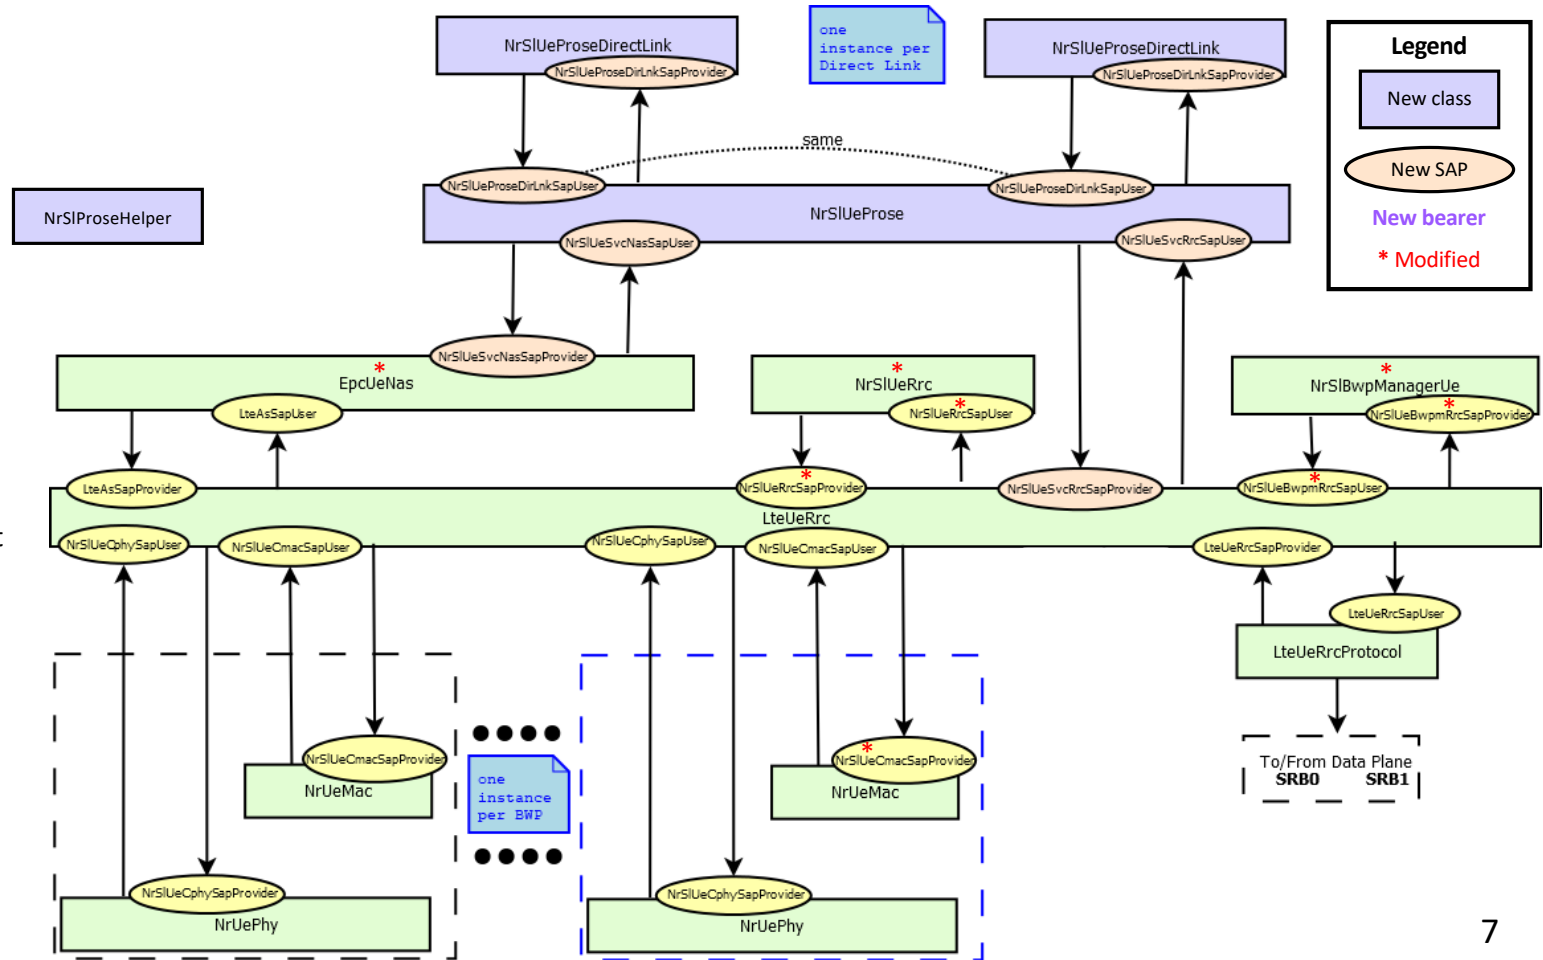 NrSlUeProseDirectLink
NrSlUeProseDirLnkSapProvider
one
instance per
Direct Link
NrSlUeProseDirectLink
NrSlUeProseDirLnkSapProvider
Legend
New class
New SAP
New bearer
* Modified
same
NrSlUeProseDirLnkSapUser
NrSlUeProseDirLnkSapUser
NrSlProseHelper
NrSlUeProse
NrSlUeSvcNasSapUser
NrSlUeSvcRrcSapUser
NrSlUeSvcNasSapProvider
*
EpcUeNas
LteAsSapUser
*
NrSlUeRrc
*
NrSlUeRrcSapUser
*
NrSlBwpManagerUe
*
NrSlUeBwpmRrcSapProvider
LteAsSapProvider
*
NrSlUeRrcSapProvider
NrSlUeSvcRrcSapProvider
*
NrSlUeBwpmRrcSapUser
LteUeRrc
t
NrSlUeCphySapUser
NrSlUeCmacSapUser
NrSlUeCphySapUser
NrSlUeCmacSapUser
LteUeRrcSapProvider
LteUeRrcSapUser
LteUeRrcProtocol
NrSlUeCmacSapProvider
NrUeMac
one
instance
per BWP
*
NrSlUeCmacSapProvider
NrUeMac
To/From Data Plane
SRB0 SRB1
NrSlUeCphySapProvider
NrUePhy
NrSlUeCphySapProvider
NrUePhy
7